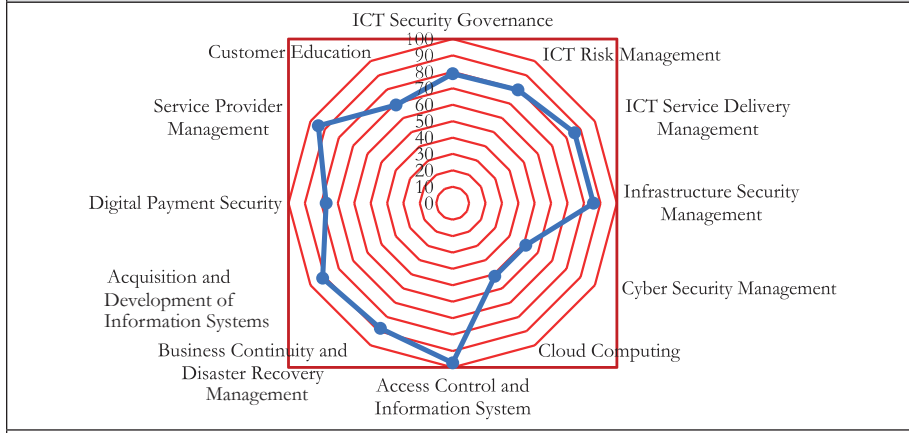 ICT Security Governance
100
90
80
70
60
50
40
30
20
10
0
ICT Risk Management
ICT Service Delivery
Management
Infrastructure Security
Management
Cyber Security Management
Cloud Computing
Access Control and
Information System
Business Continuity and
Disaster Recovery
Management
Acquisition and
Development of
Information Systems
Digital Payment Security
Service Provider
Management
Customer Education